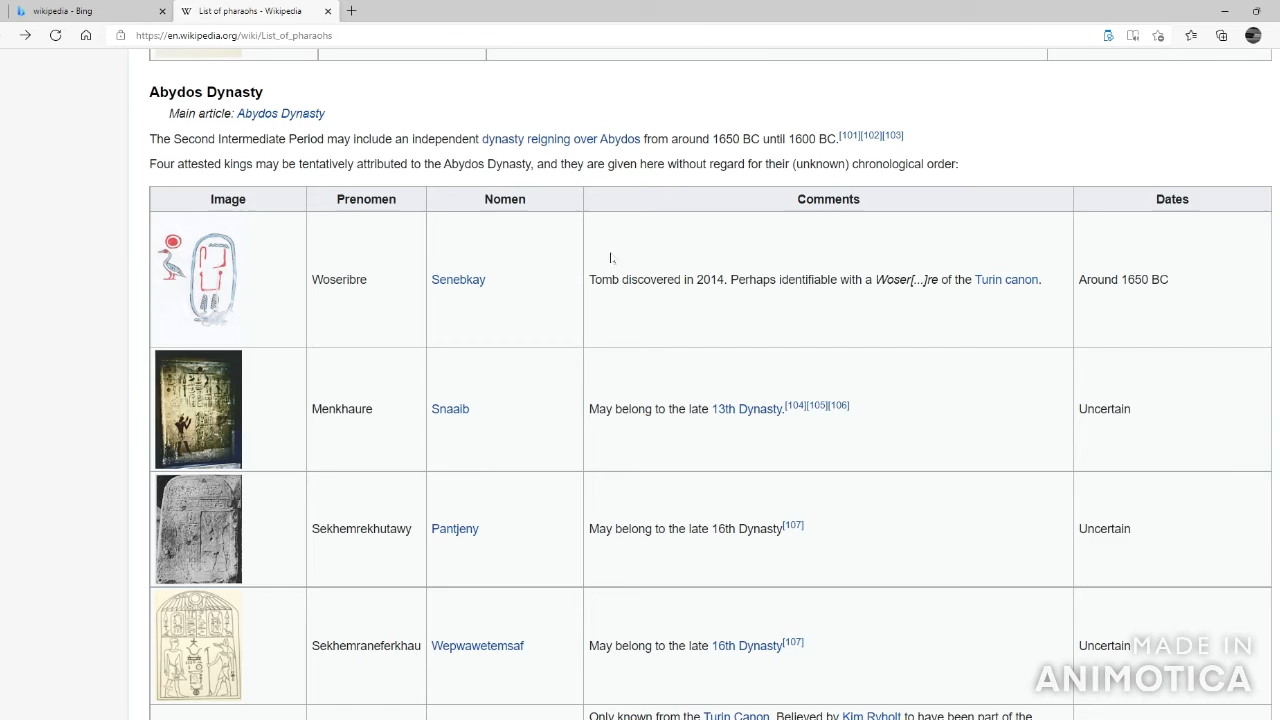 wikipedia - Bing
List of pharaohs - Wikipedia
https://en.wikipedia.org/wiki/List_of_pharaohs
Abydos Dynasty
Main article: Abydos Dynasty
The Second Intermediate Period may include an independent dynasty reigning over Abydos from around 1650 BC until 1600 BC.[101][102][103]
Four attested kings may be tentatively attributed to the Abydos Dynasty, and they are given here without regard for their (unknown) chronological order:
Image Prenomen Nomen Comments Dates
Woseribre Senebkay Tomb discovered in 2014. Perhaps identifiable with a Woser[...]re of the Turin canon. Around 1650 BC
Menkhaure Snaaib May belong to the late 13th Dynasty.[104][105][106] Uncertain
Sekhemrekhutawy Pantjeny May belong to the late 16th Dynasty[107] Uncertain
Sekhemraneferkhau Wepwawetemsaf May belong to the late 16th Dynasty[107] Uncertain
Only known from the Turin Canon. Believed by Kim Ryholt to have been part of the
MADE IN
ANIMOTICA